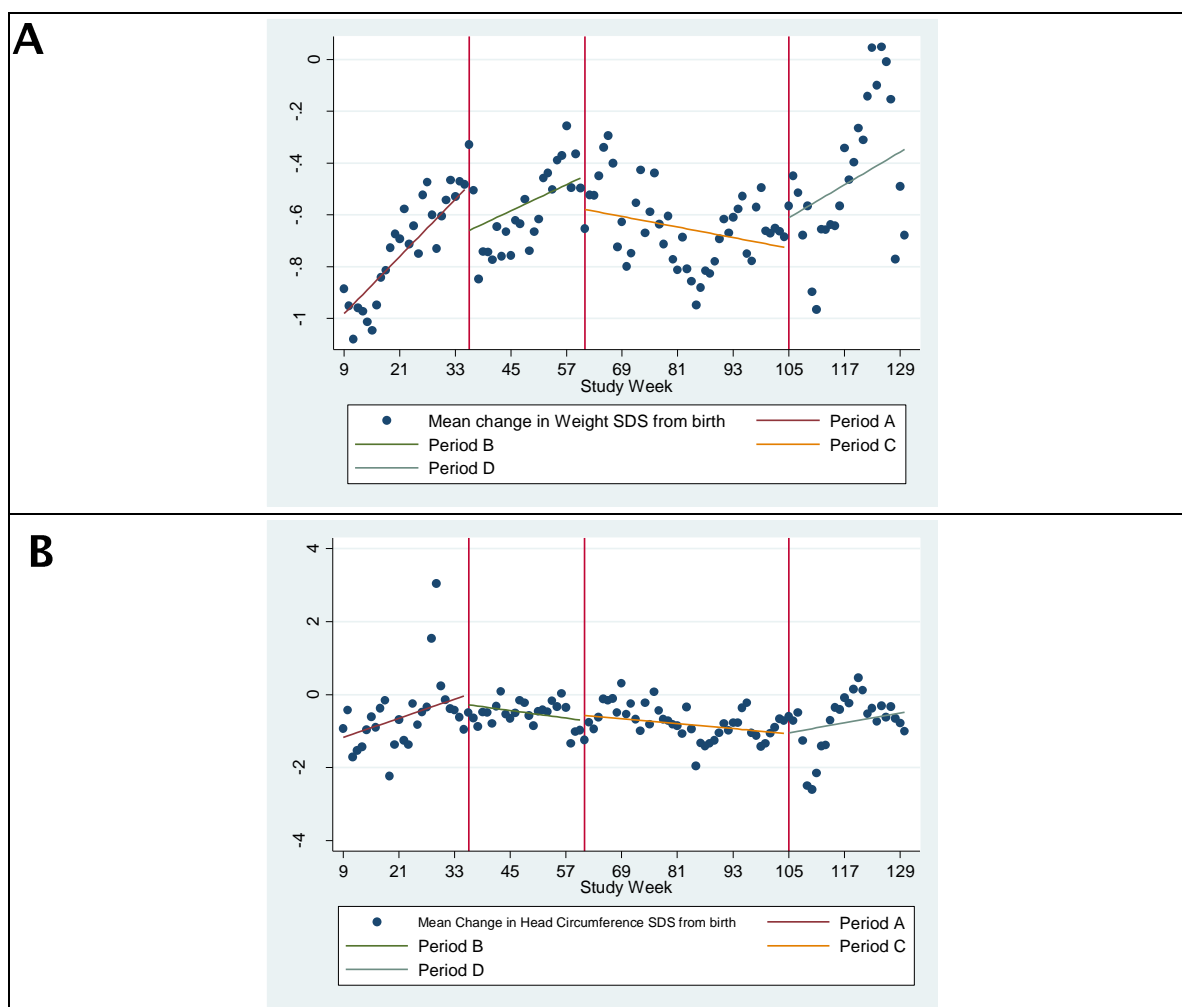 A
0
-.2
-.4
-.6
-.8
-1
9 21 33 45 57 69 81 93 105 117 129
Study Week
Mean change in Weight SDS from birth Period A
Period B Period C
Period D
B
4
2
0
-2
-4
9 21 33 45 57 69 81 93 105 117 129
Study Week
Mean Change in Head Circumference SDS from birth Period A
Period B Period C
Period D